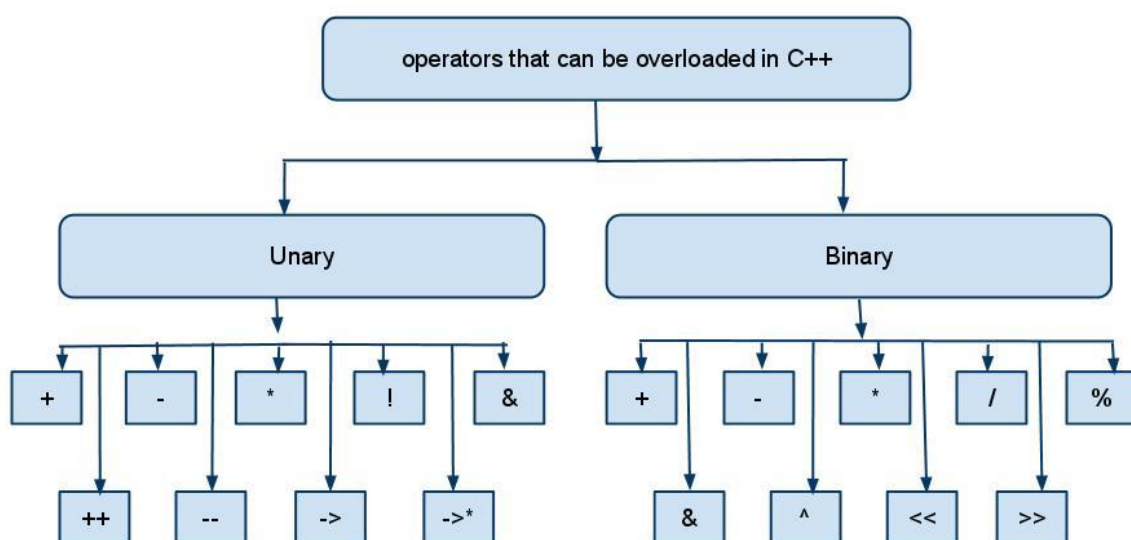 operators that can be overloaded in C++
Unary
Binary
+ - * ! &
++ -- -> ->*
+ - * / %
& ^ << >>